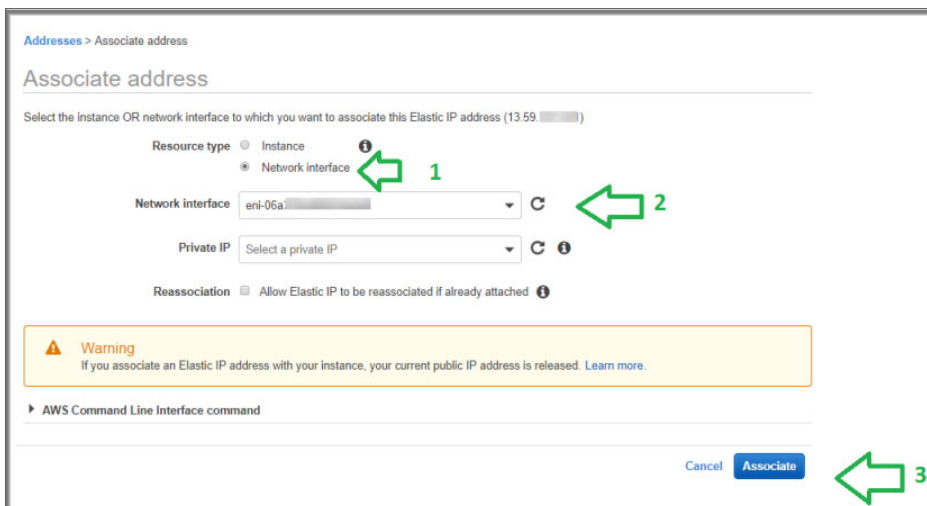 Addresses > Associate address
Associate address
Select the instance OR network interface to which you want to associate this Elastic IP address (13.59. 1)
Resource type Instance
Network interface 1
Network interface eni-06a 2
Private IP Select a private IP
Reassociation Allow Elastic IP to be reassociated if already attached
Warning
If you associate an Elastic IP address with your instance, your current public IP address is released. Learn more.
AWS Command Line Interface command
Cancel Associate 3